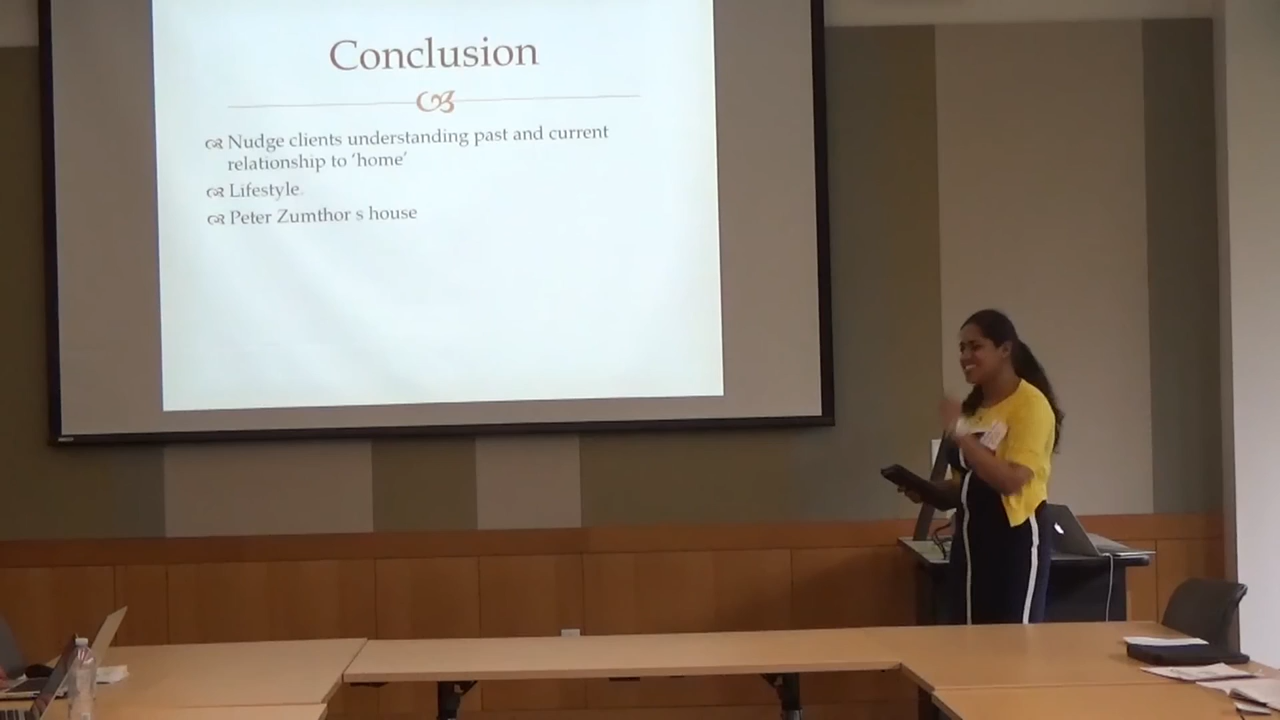 Conclusion
Nudge clients understanding past and current
relationship to ‘home’
Lifestyle.
Peter Zumthor s house